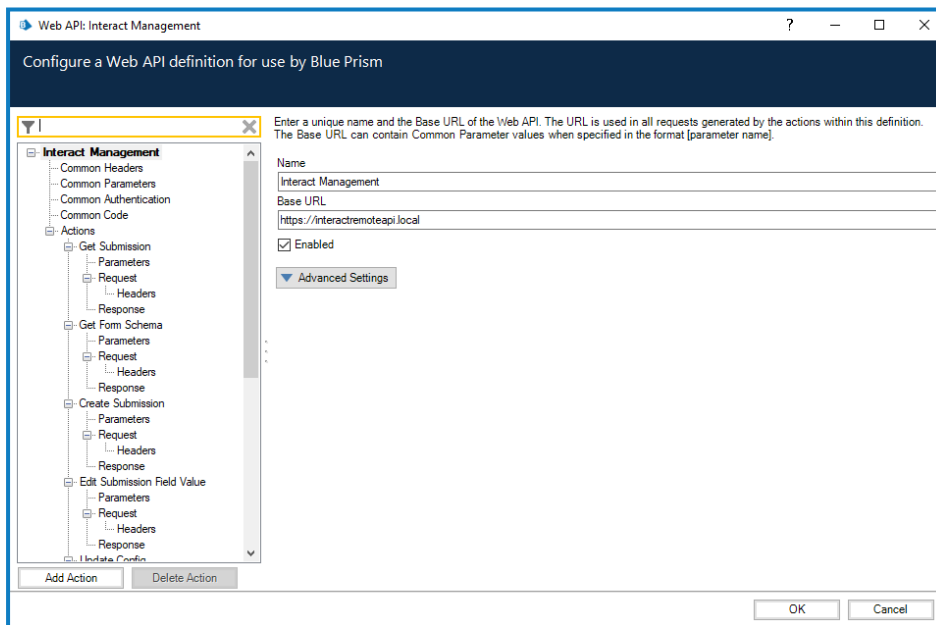 Web API: Interact Management
Configure a Web API definition for use by Blue Prism
Enter a unique name and the Base URL of the Web API. The URL is used in all requests generated by the actions within this definition.
The Base URL can contain Common Parameter values when specified in the format [parameter name].
Interact Management
Common Headers
Common Parameters
Common Authentication
Common Code
Actions
Get Submission
Parameters
Request
Headers
Response
Get Form Schema
Parameters
Request
Headers
Response
Create Submission
Parameters
Request
Headers
Response
Edit Submission Field Value
Parameters
Request
Headers
Response
Update Config
Name
Interact Management
Base URL
https://interactremoteapi.local
Enabled
Advanced Settings
Add Action
Delete Action
OK
Cancel